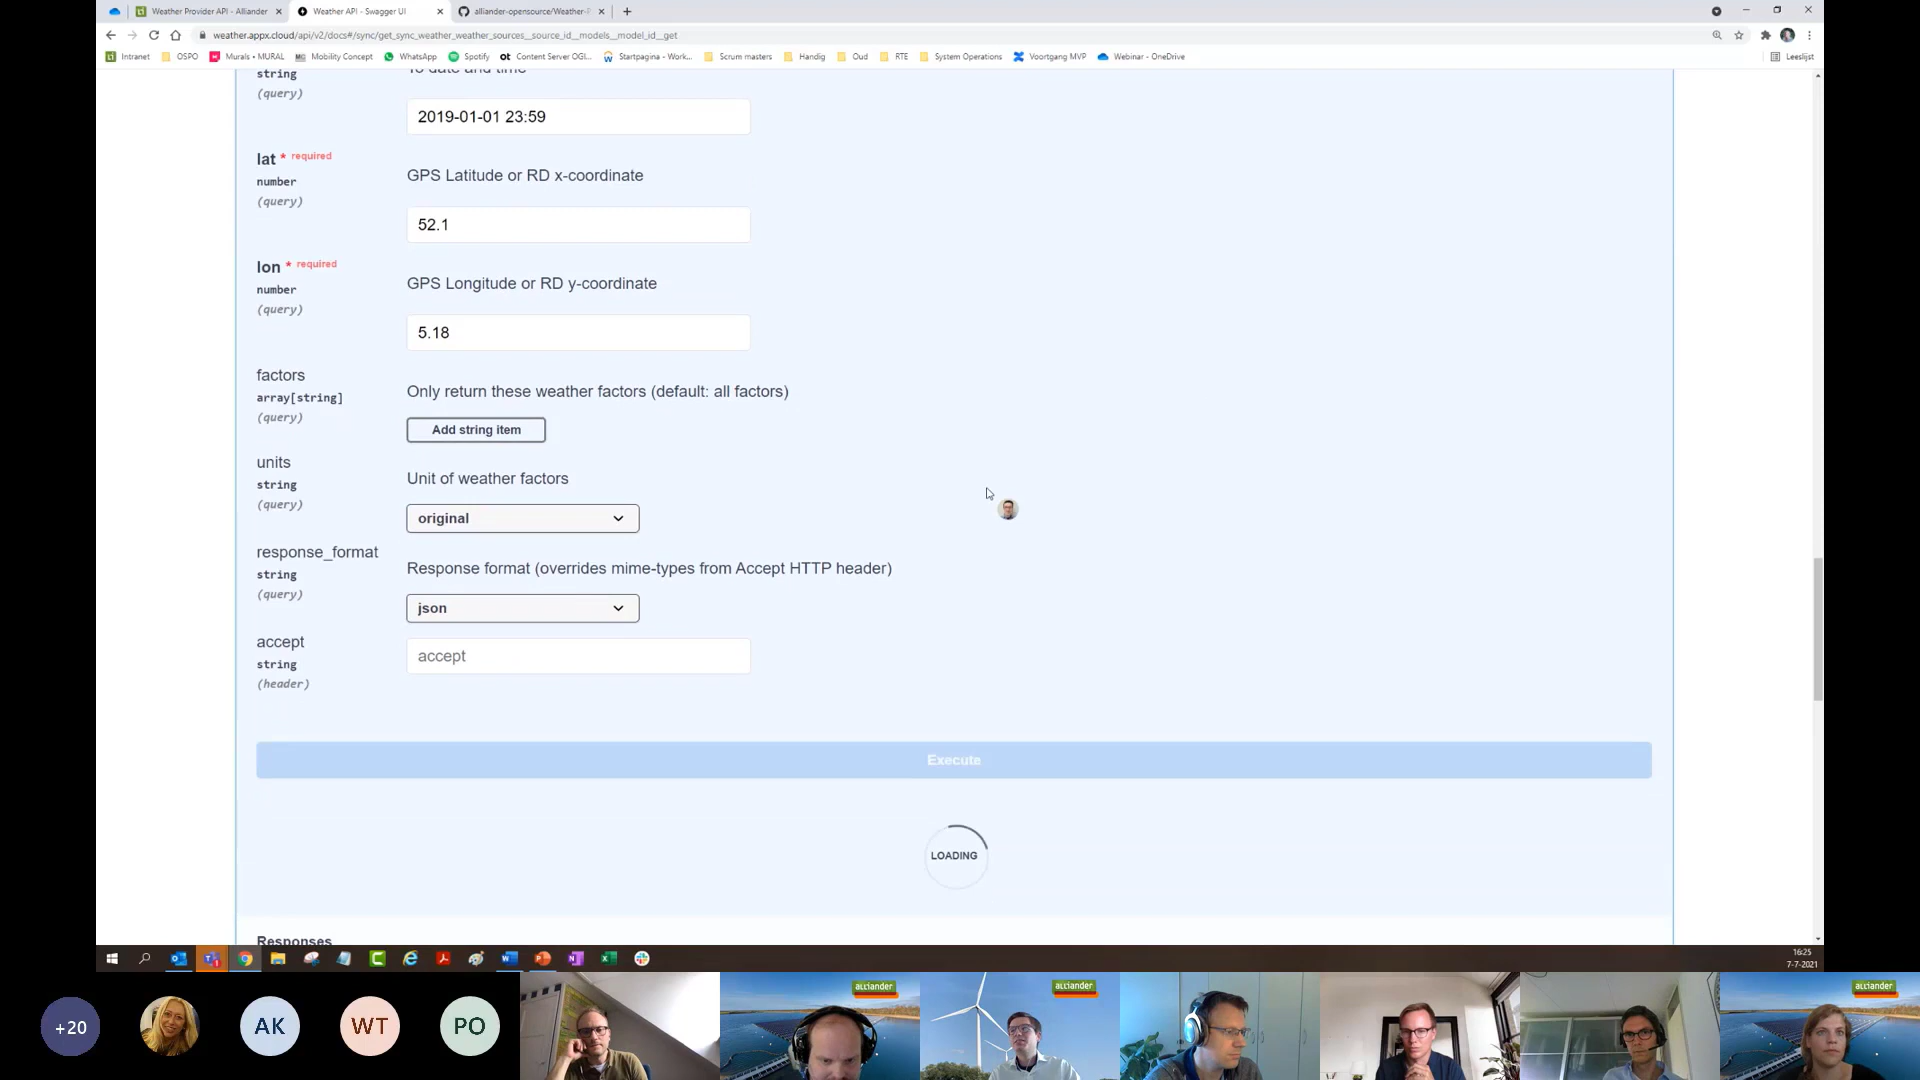 Weather Provider API - Alliander
Weather API - Swagger UI
alliander-opensource/Weather-P
weather.appx.cloud/api/v2/docs#/sync/get_sync_weather_weather_sources__source_id__models__model_id__get
Intranet
OSPO
Murals • MURAL
Mobility Concept
WhatsApp
Spotify
Content Server OGI...
Startpagina - Work...
Scrum masters
Handig
Oud
RTE
System Operations
Voortgang MVP
Webinar - OneDrive
Leeslijst
To date and time
string
(query)
2019-01-01 23:59
lat * required
GPS Latitude or RD x-coordinate
number
(query)
52.1
lon * required
GPS Longitude or RD y-coordinate
number
(query)
5.18
factors
Only return these weather factors (default: all factors)
array[string]
(query)
Add string item
units
Unit of weather factors
string
(query)
original
response_format
Response format (overrides mime-types from Accept HTTP header)
string
(query)
json
accept
accept
string
(header)
Execute
LOADING
Responses
16:25
7-7-2021
+20
AK
WT
PO
alliander
alliander
alliander